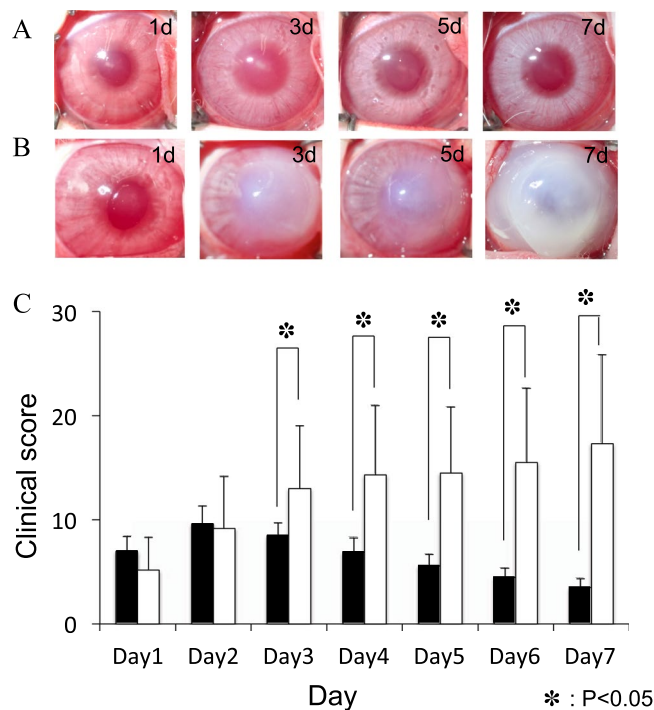 A
1d 3d 5d 7d
B
1d 3d 5d 7d
C
30
20
10
0
Clinical score
✽ ✽ ✽ ✽ ✽
Day1 Day2 Day3 Day4 Day5 Day6 Day7
Day
✽ : P<0.05